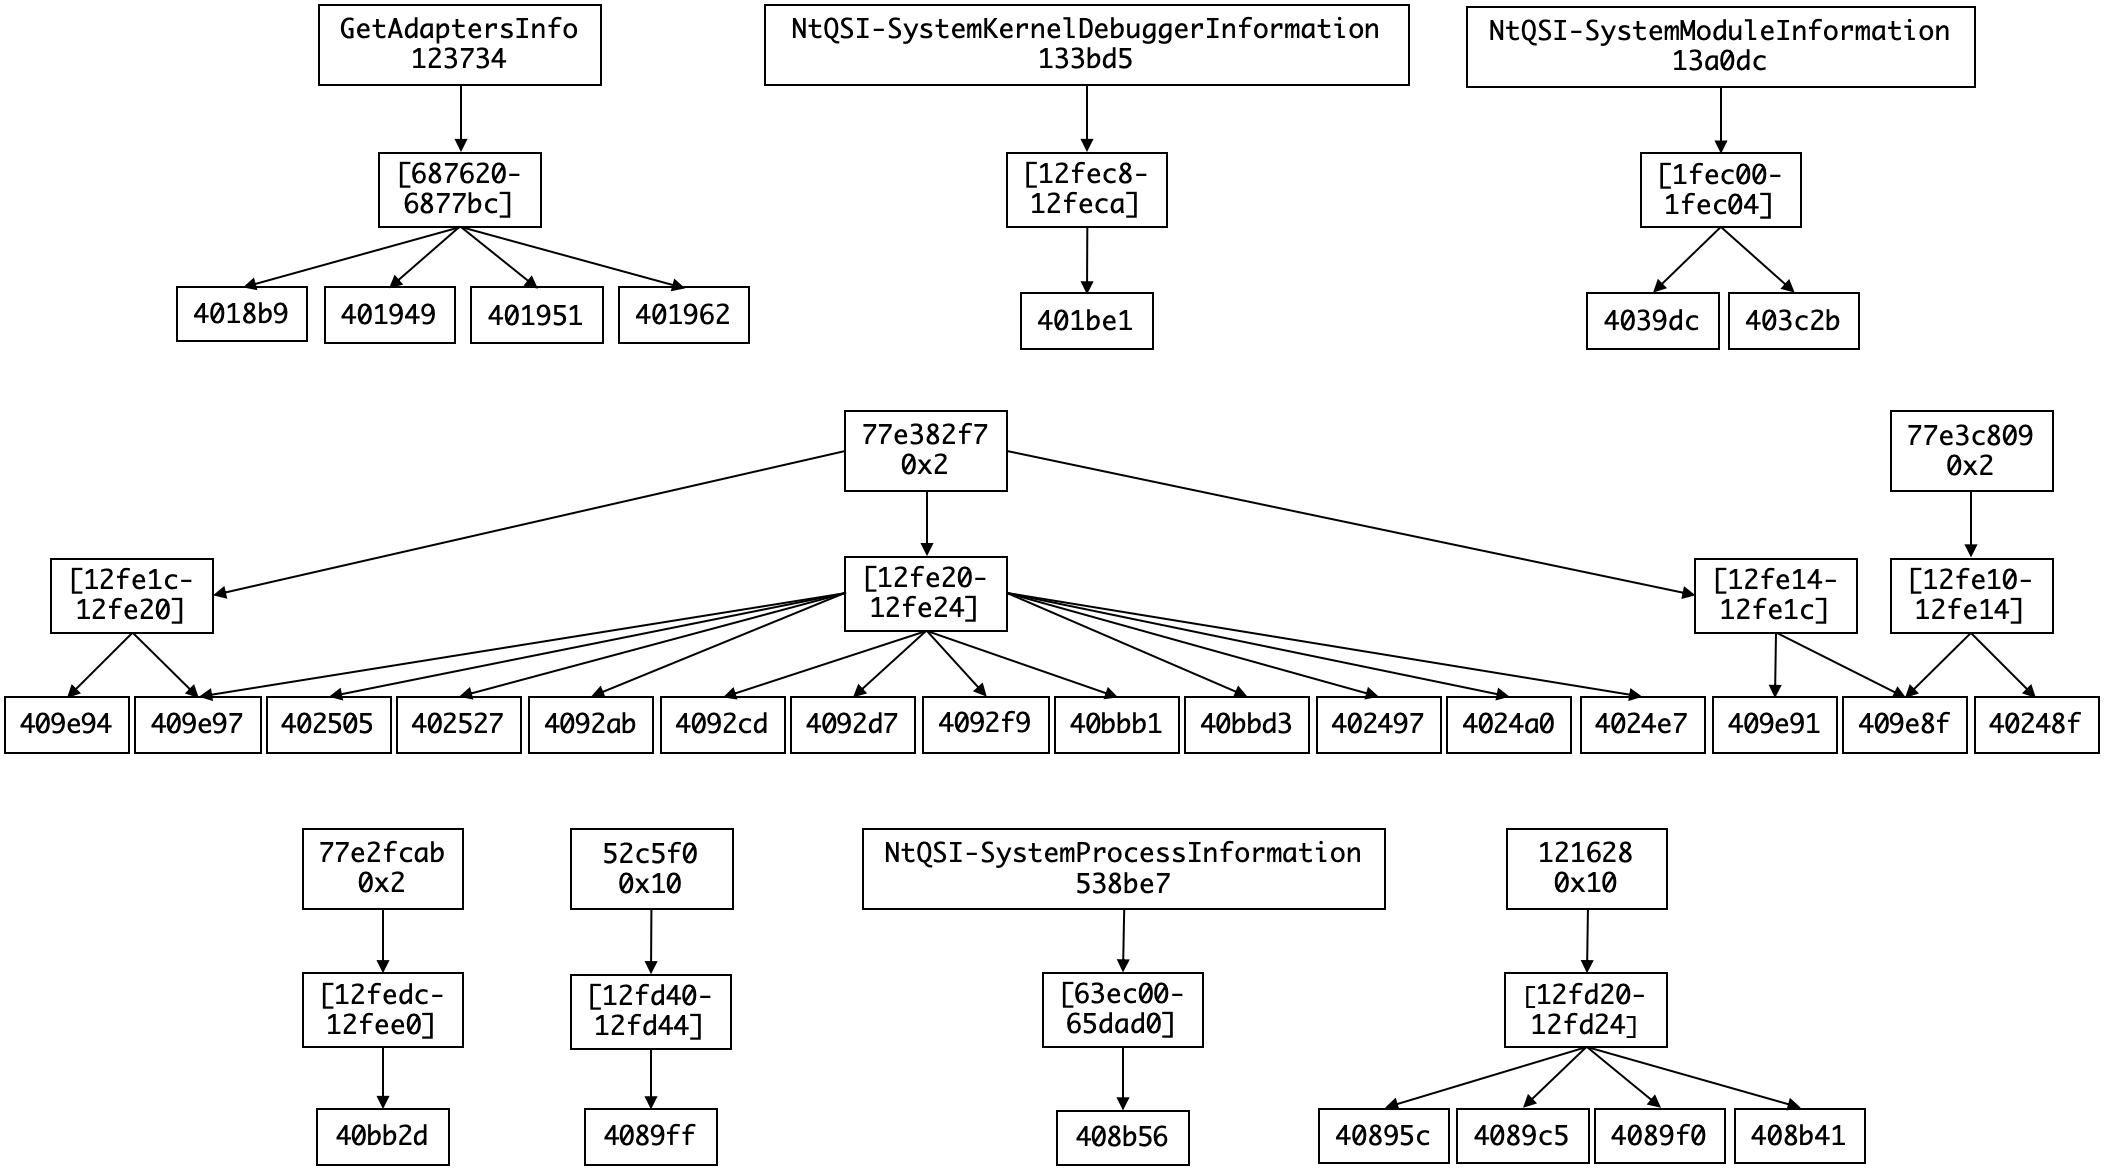 GetAdaptersInfo
123734
NtQSI-SystemKernelDebuggerInformation
133bd5
NtQSI-SystemModuleInformation
13a0dc
[687620-
6877bc]
[12fec8-
12feca]
[1fec00-
1fec04]
4018b9
401949
401951
401962
401be1
4039dc
403c2b
77e382f7
0x2
77e3c809
0x2
[12fe1c-
12fe20]
[12fe20-
12fe24]
[12fe14-
12fe1c]
[12fe10-
12fe14]
409e94
409e97
402505
402527
4092ab
4092cd
4092d7
4092f9
40bbb1
40bbd3
402497
4024a0
4024e7
409e91
409e8f
40248f
77e2fcab
0x2
52c5f0
0x10
NtQSI-SystemProcessInformation
538be7
121628
0x10
[12fedc-
12fee0]
[12fd40-
12fd44]
[63ec00-
65dad0]
[12fd20-
12fd24]
40bb2d
4089ff
408b56
40895c
4089c5
4089f0
408b41